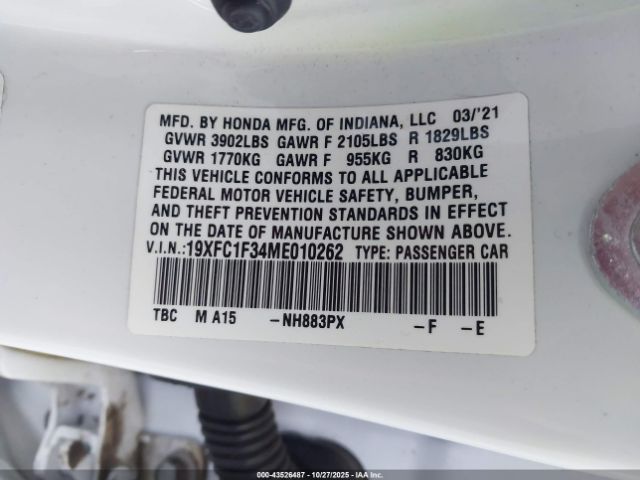 MFD. BY HONDA MFG. OF INDIANA, LLC 03/'21
GVWR 3902LBS GAWR F 2105LBS R 1829LBS
GVWR 1770KG GAWR F 955KG R 830KG
THIS VEHICLE CONFORMS TO ALL APPLICABLE
FEDERAL MOTOR VEHICLE SAFETY, BUMPER,
AND THEFT PREVENTION STANDARDS IN EFFECT
ON THE DATE OF MANUFACTURE SHOWN ABOVE.
V.I.N.:19XFC1F34ME010262 TYPE: PASSENGER CAR
TBC M A15 -NH883PX -F -E
000-43526487 - 10/27/2025 - IAAI.COM